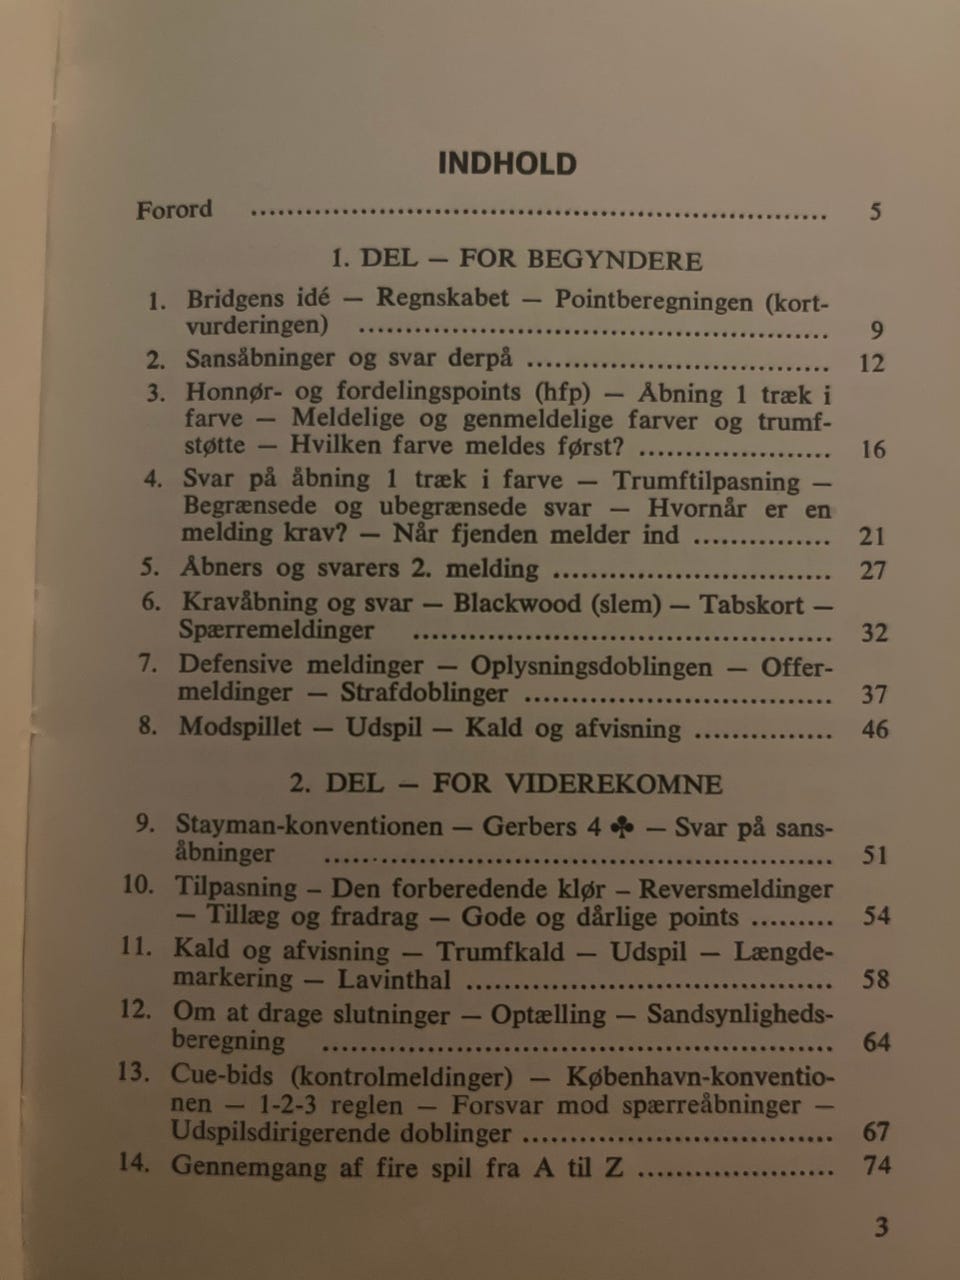 INDHOLD
Forord ................................................................ 5
1. DEL — FOR BEGYNDERE
1. Bridgens idé — Regnskabet — Pointberegningen (kort-
vurderingen) .................................................... 9
2. Sansåbninger og svar derpå .................................. 12
3. Honnør- og fordelingspoints (hfp) — Åbning 1 træk i
farve — Meldelige og genmeldelige farver og trumf-
støtte — Hvilken farve meldes først? ..................... 16
4. Svar på åbning 1 træk i farve — Trumftilpasning —
Begrænsede og ubegrænsede svar — Hvornår er en
melding krav? — Når fjenden melder ind ............... 21
5. Åbners og svarers 2. melding ............................... 27
6. Kravåbning og svar — Blackwood (slem) — Tabskort —
Spærremeldinger .............................................. 32
7. Defensive meldinger — Oplysningsdoblingen — Offer-
meldinger — Strafdoblinger .................................. 37
8. Modspillet — Udspil — Kald og afvisning ............... 46
2. DEL — FOR VIDEREKOMNE
9. Stayman-konventionen — Gerbers 4 ♣ — Svar på sans-
åbninger ........................................................ 51
10. Tilpasning — Den forberedende klør — Reversmeldinger
— Tillæg og fradrag — Gode og dårlige points ......... 54
11. Kald og afvisning — Trumfkald — Udspil — Længde-
markering — Lavinthal ........................................ 58
12. Om at drage slutninger — Optælling — Sandsynligheds-
beregning ........................................................ 64
13. Cue-bids (kontrolmeldinger) — København-konventio-
nen — 1-2-3 reglen — Forsvar mod spærreåbninger —
Udspilsdirigerende doblinger .................................. 67
14. Gennemgang af fire spil fra A til Z ...................... 74
3